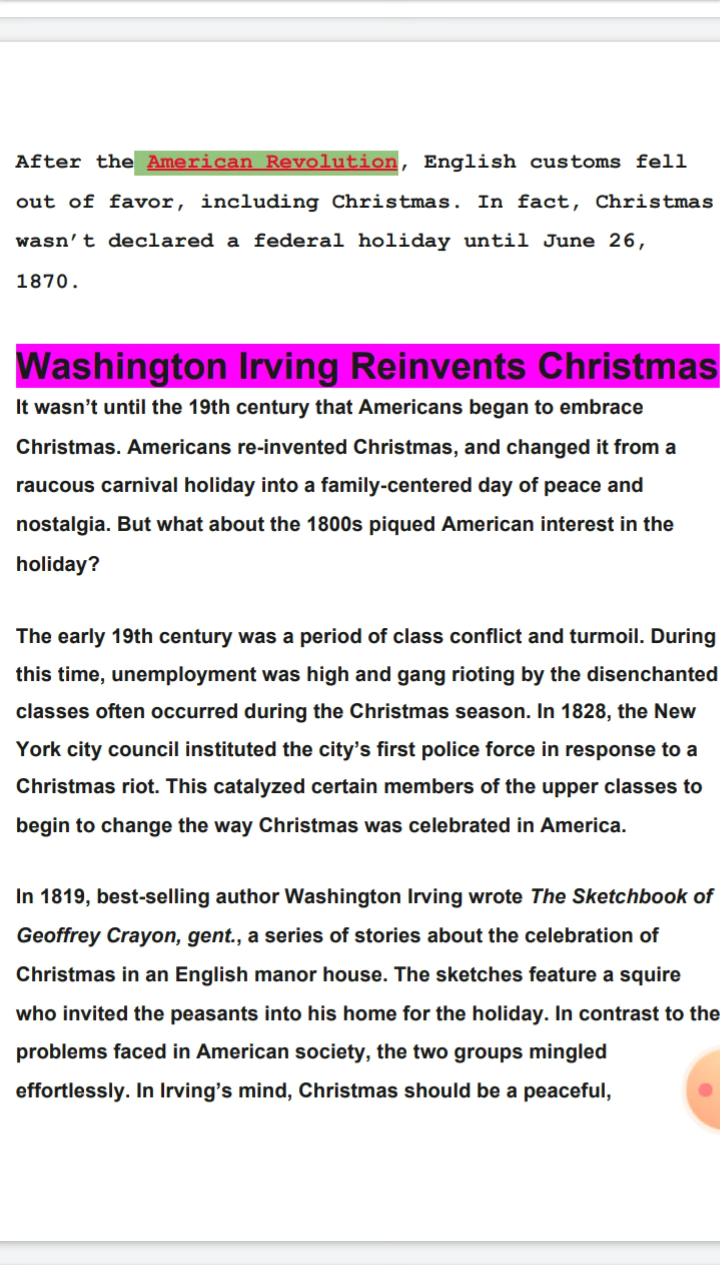 After the American Revolution, English customs fell
out of favor, including Christmas. In fact, Christmas
wasn’t declared a federal holiday until June 26,
1870.
Washington Irving Reinvents Christmas
It wasn’t until the 19th century that Americans began to embrace
Christmas. Americans re-invented Christmas, and changed it from a
raucous carnival holiday into a family-centered day of peace and
nostalgia. But what about the 1800s piqued American interest in the
holiday?
The early 19th century was a period of class conflict and turmoil. During
this time, unemployment was high and gang rioting by the disenchanted
classes often occurred during the Christmas season. In 1828, the New
York city council instituted the city’s first police force in response to a
Christmas riot. This catalyzed certain members of the upper classes to
begin to change the way Christmas was celebrated in America.
In 1819, best-selling author Washington Irving wrote The Sketchbook of
Geoffrey Crayon, gent., a series of stories about the celebration of
Christmas in an English manor house. The sketches feature a squire
who invited the peasants into his home for the holiday. In contrast to the
problems faced in American society, the two groups mingled
effortlessly. In Irving’s mind, Christmas should be a peaceful,